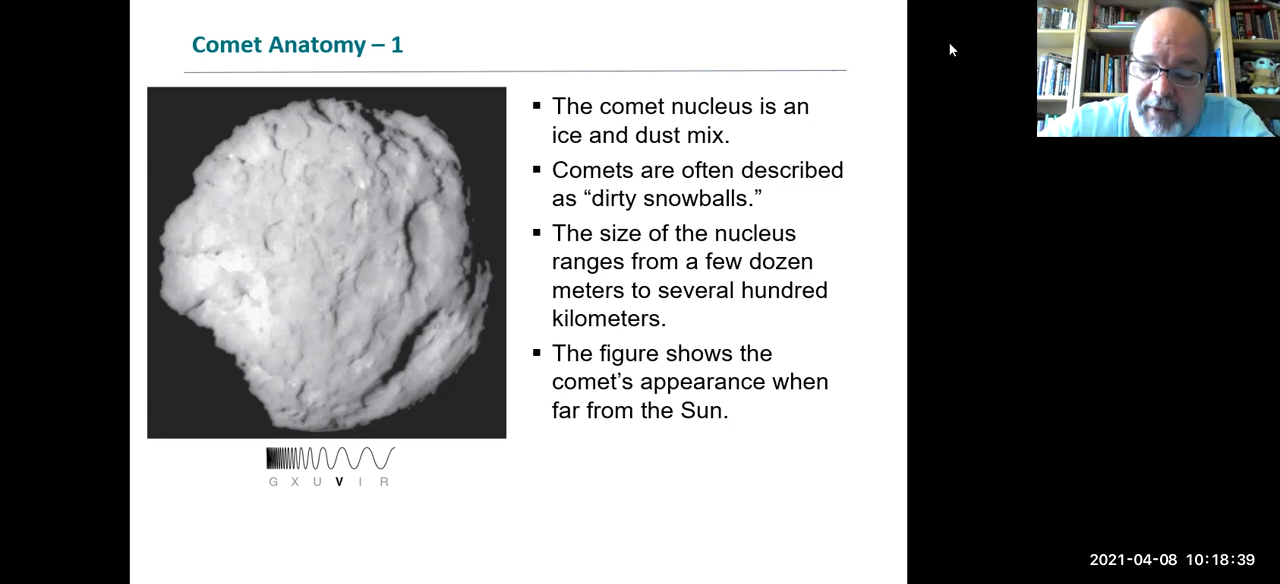 Comet Anatomy – 1
▪ The comet nucleus is an
ice and dust mix.
▪ Comets are often described
as “dirty snowballs.”
▪ The size of the nucleus
ranges from a few dozen
meters to several hundred
kilometers.
▪ The figure shows the
comet’s appearance when
far from the Sun.
G X U V I R
2021-04-08 10:18:39